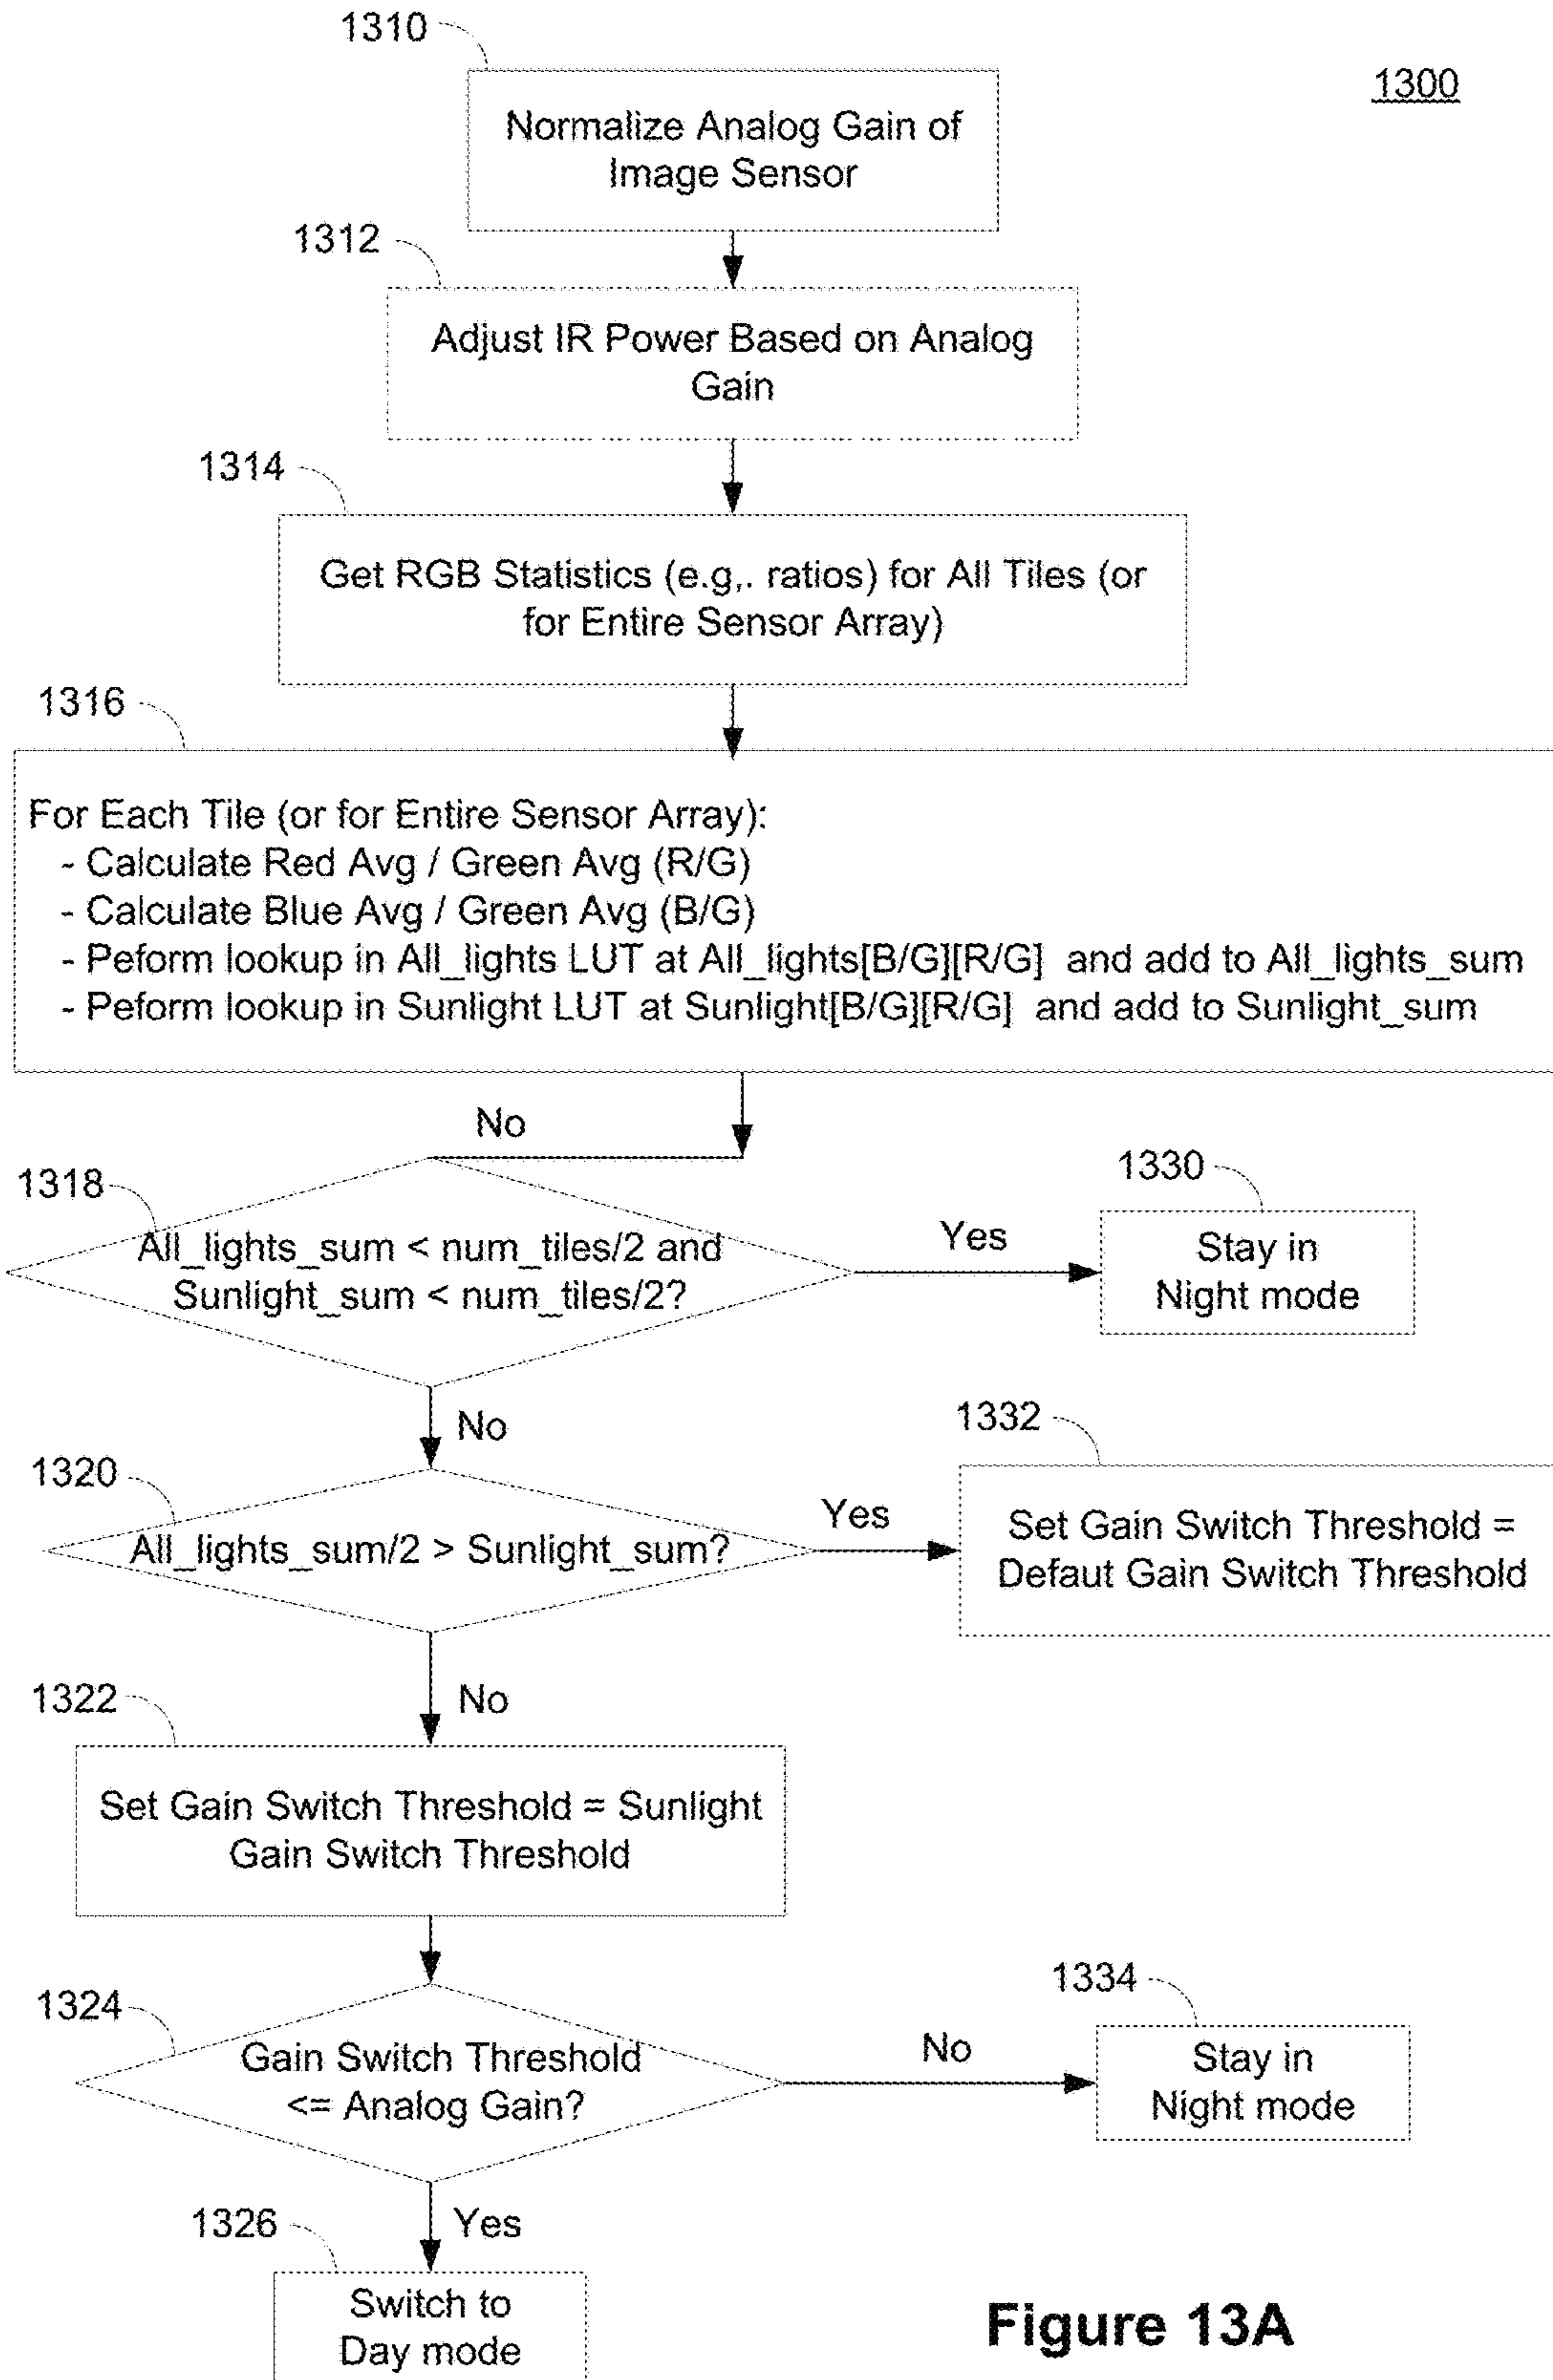 1310
1300
Normalize Analog Gain of
Image Sensor
1312
Adjust IR Power Based on Analog
Gain
1314
Get RGB Statistics (e.g,. ratios) for All Tiles (or
for Entire Sensor Array)
1316
For Each Tile (or for Entire Sensor Array):
- Calculate Red Avg / Green Avg (R/G)
- Calculate Blue Avg / Green Avg (B/G)
- Peform lookup in All_lights LUT at All_lights[B/G][R/G] and add to All_lights_sum
- Peform lookup in Sunlight LUT at Sunlight[B/G][R/G] and add to Sunlight_sum
No
1318
All_lights_sum < num_tiles/2 and
Sunlight_sum < num_tiles/2?
Yes
1330
Stay in
Night mode
No
1320
All_lights_sum/2 > Sunlight_sum?
Yes
1332
Set Gain Switch Threshold =
Defaut Gain Switch Threshold
No
1322
Set Gain Switch Threshold = Sunlight
Gain Switch Threshold
1324
Gain Switch Threshold
<= Analog Gain?
No
1334
Stay in
Night mode
Yes
1326
Switch to
Day mode
Figure 13A